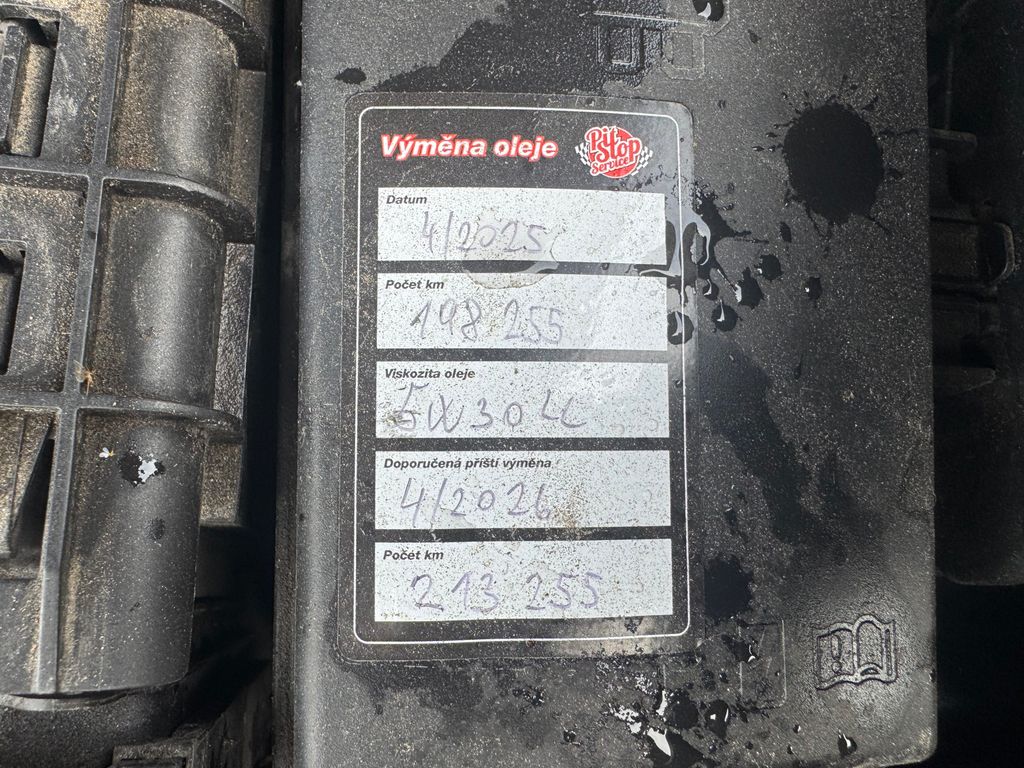 Výměna oleje
Pit Stop Service
Datum
4/2025
Počet km
198 255
Viskozita oleje
5W30 LL
Doporučená příští výměna
4/2026
Počet km
213 255